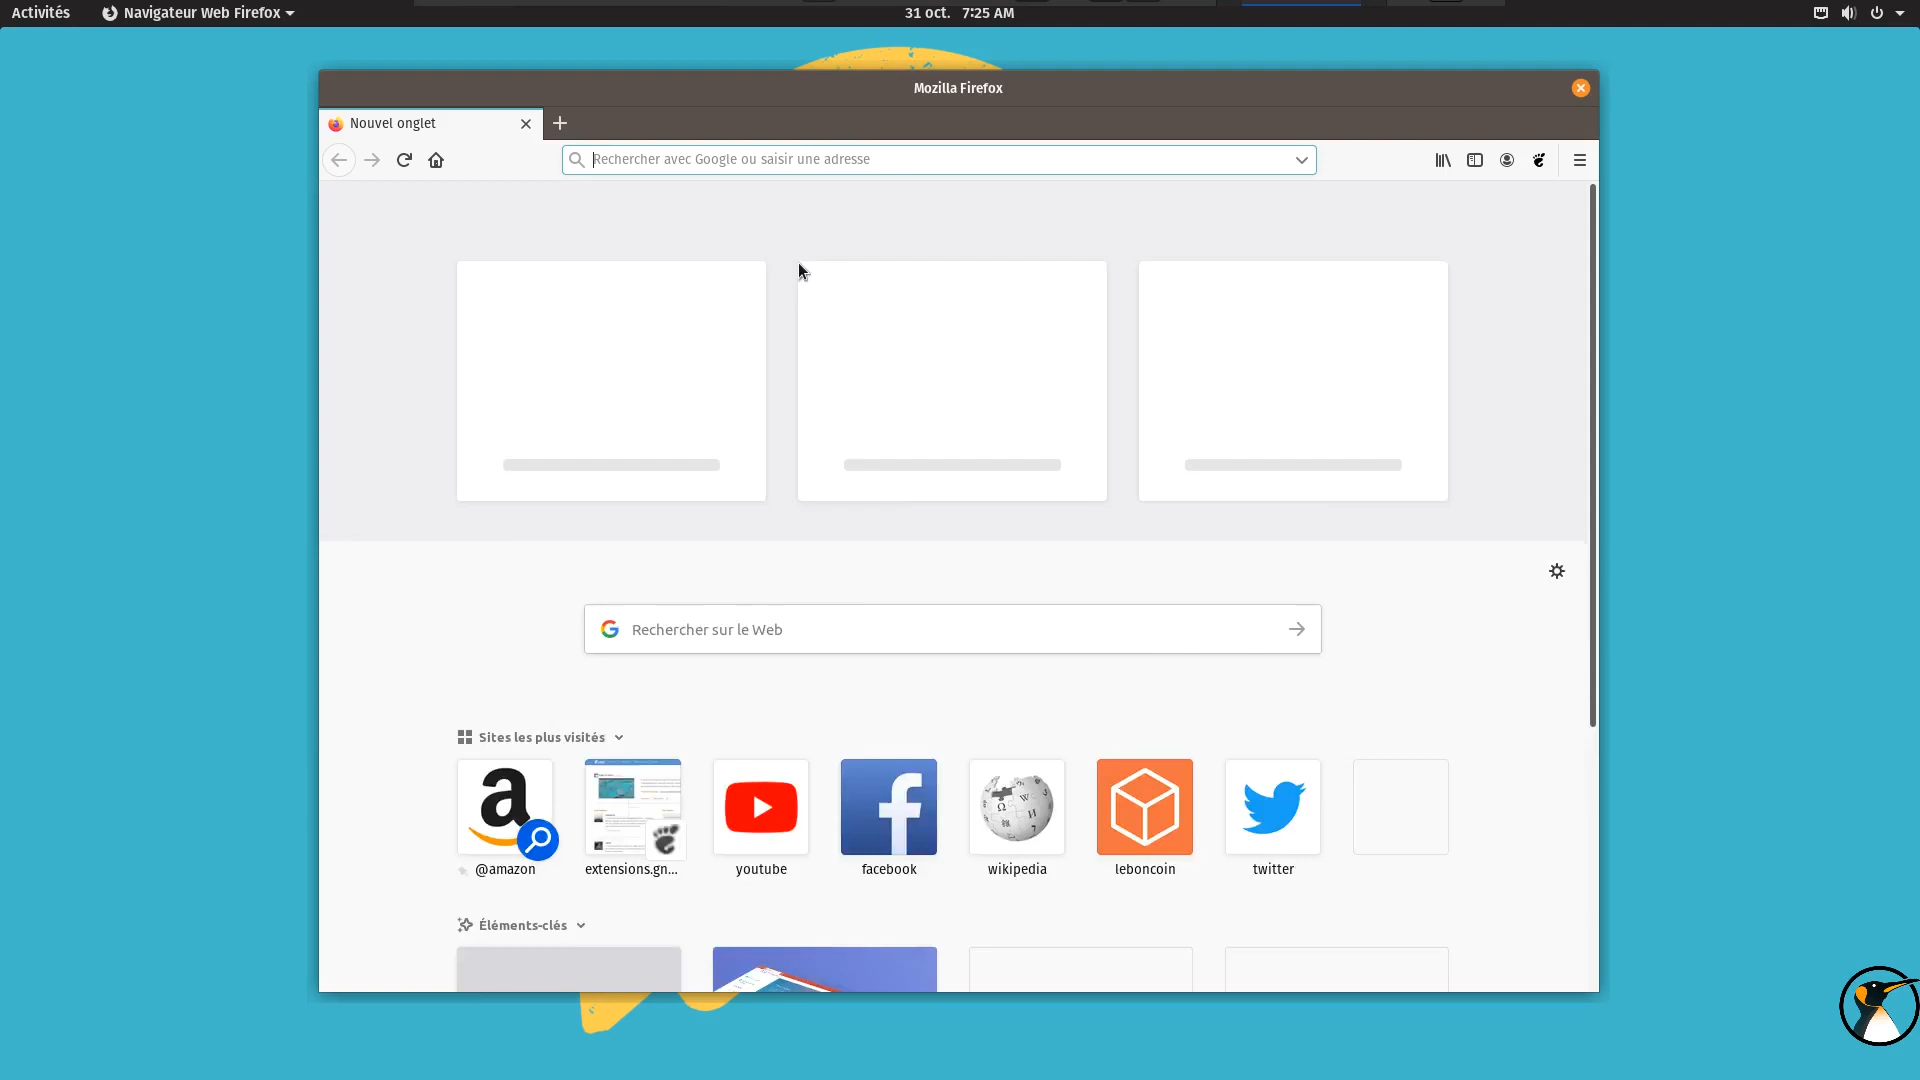 Activités
Navigateur Web Firefox
31 oct. 7:25 AM
Mozilla Firefox
Nouvel onglet
Rechercher avec Google ou saisir une adresse
Rechercher sur le Web
Sites les plus visités
@amazon
extensions.gn...
youtube
facebook
wikipedia
leboncoin
twitter
Éléments-clés